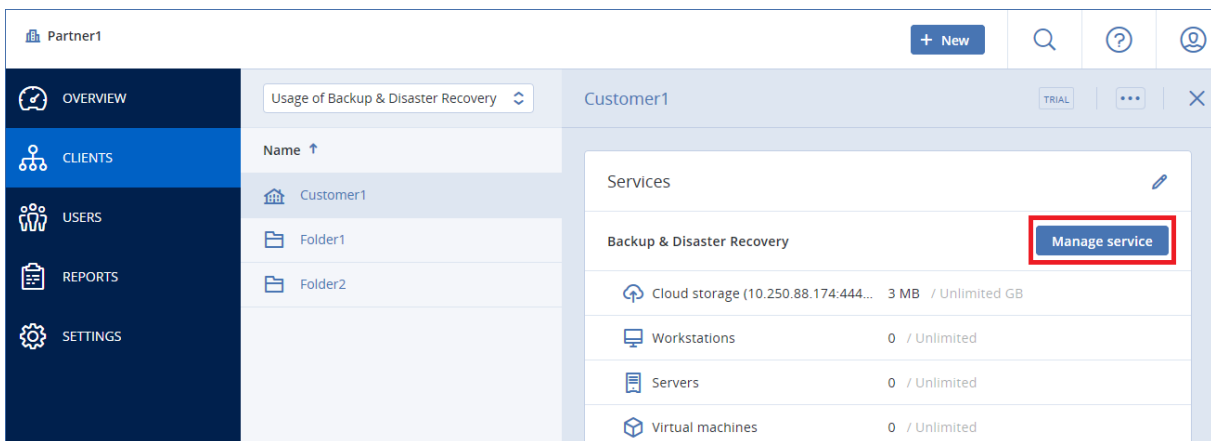 Partner1
+ New
OVERVIEW
CLIENTS
USERS
REPORTS
SETTINGS
Usage of Backup & Disaster Recovery
Name
Customer1
Folder1
Folder2
Customer1
TRIAL
Services
Backup & Disaster Recovery
Manage service
Cloud storage (10.250.88.174:444... 3 MB / Unlimited GB
Workstations 0 / Unlimited
Servers 0 / Unlimited
Virtual machines 0 / Unlimited